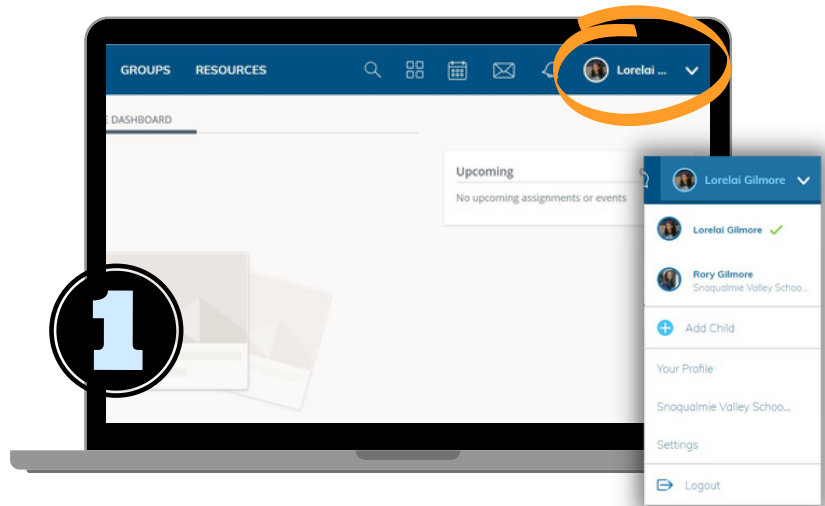 GROUPS RESOURCES Lorelai ...
E DASHBOARD
Upcoming
No upcoming assignments or events
1
Lorelai Gilmore
Lorelai Gilmore
Rory Gilmore
Snoqualmie Valley Schoo...
Add Child
Your Profile
Snoqualmie Valley Schoo...
Settings
Logout